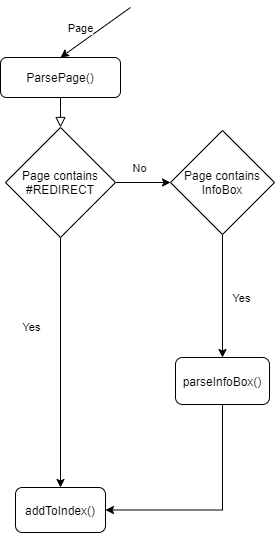 Page
ParsePage()
Page contains
#REDIRECT
No
Page contains
InfoBox
Yes
Yes
parseInfoBox()
addToIndex()